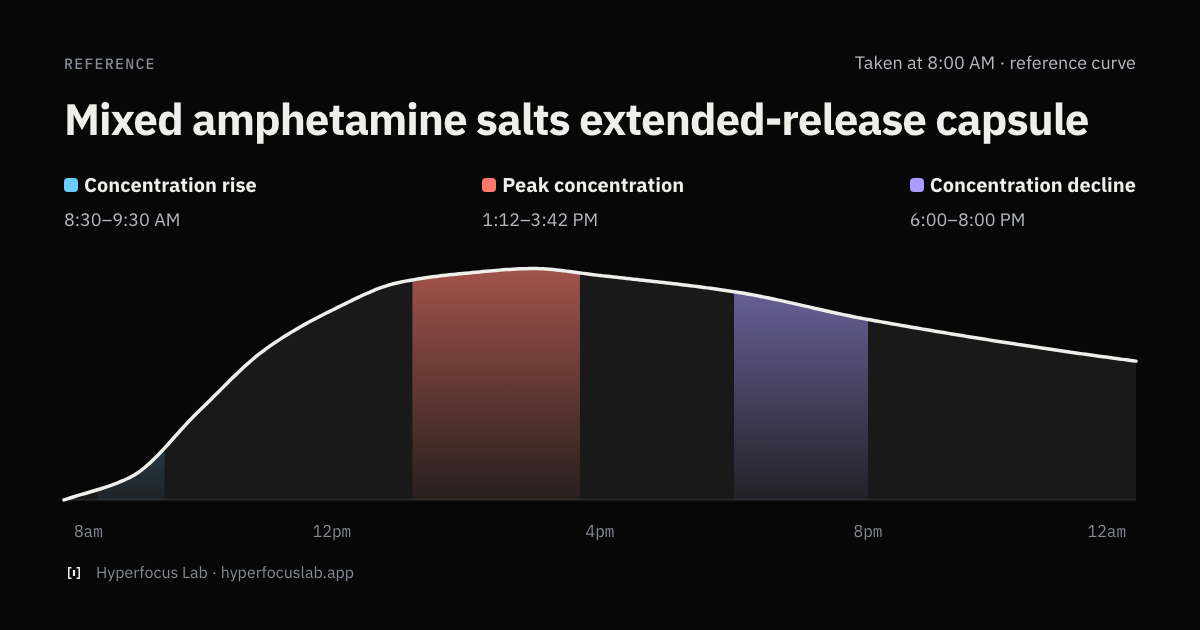 REFERENCE
Taken at 8:00 AM · reference curve
Mixed amphetamine salts extended-release capsule
Concentration rise
8:30–9:30 AM
Peak concentration
1:12–3:42 PM
Concentration decline
6:00–8:00 PM
8am
12pm
4pm
8pm
12am
Hyperfocus Lab · hyperfocuslab.app